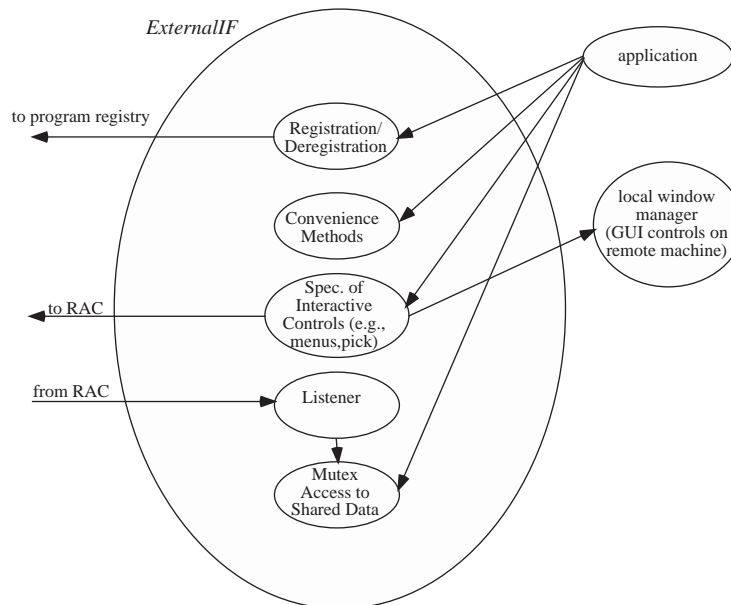 ExternalIF
application
to program registry
Registration/
Deregistration
local window
manager
(GUI controls on
remote machine)
Convenience
Methods
Spec. of
Interactive
Controls (e.g.,
menus,pick)
to RAC
from RAC
Listener
Mutex
Access to
Shared Data